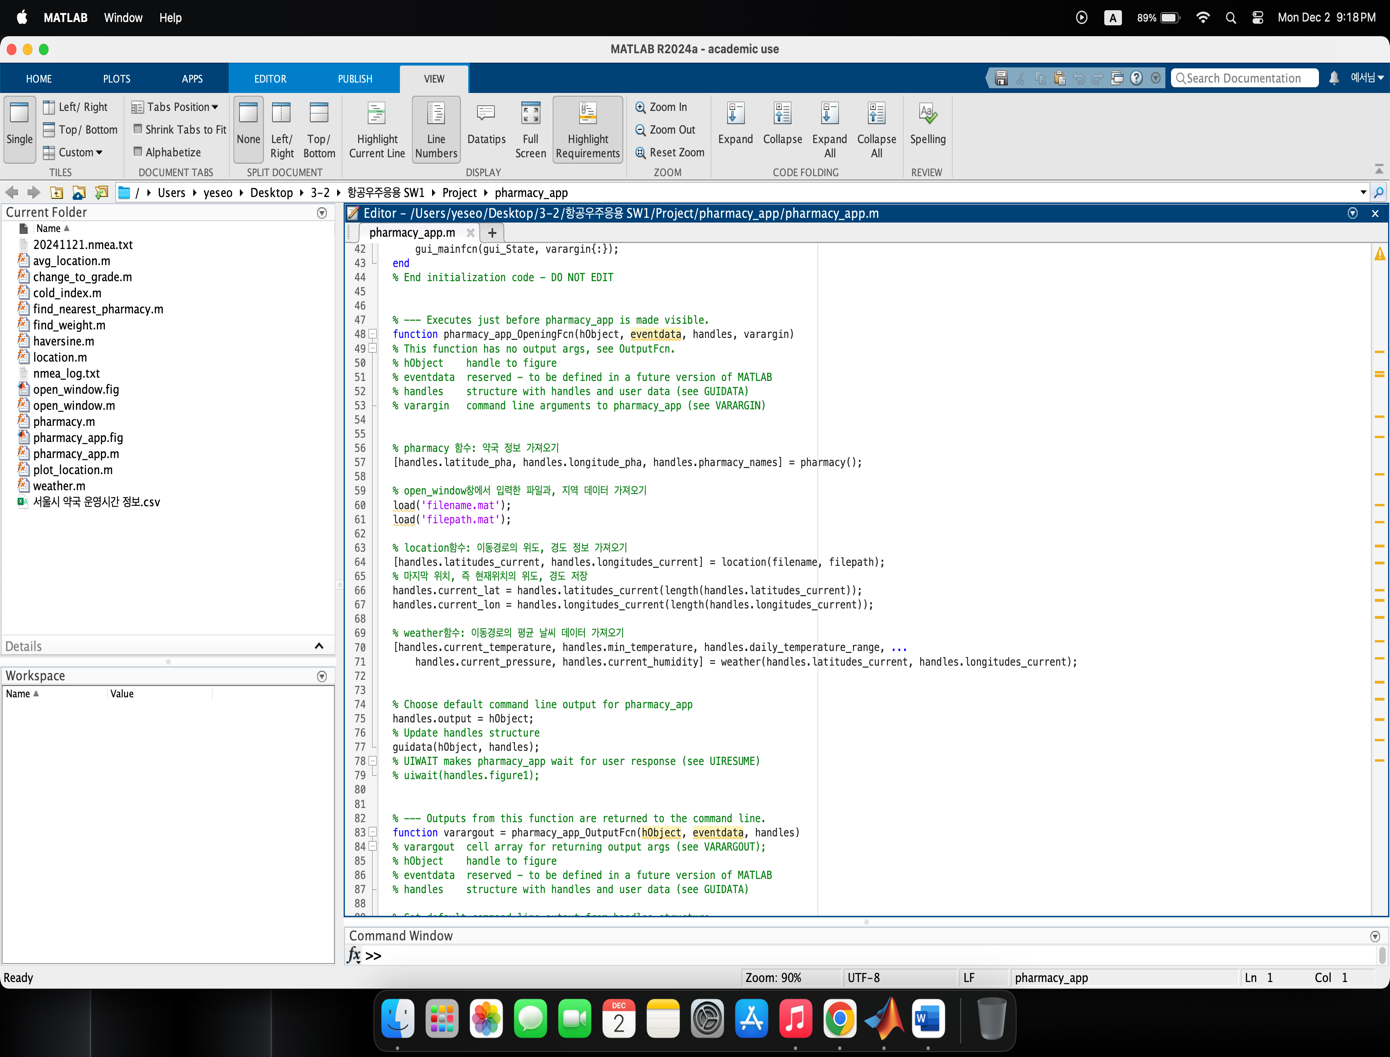 MATLAB Window Help
A 89% Mon Dec 2 9:18 PM
MATLAB R2024a - academic use
HOME PLOTS APPS EDITOR PUBLISH VIEW
Search Documentation
예서님
Single
Left/ Right
Top/ Bottom
Custom
TILES
Tabs Position
Shrink Tabs to Fit
Alphabetize
DOCUMENT TABS
None
Left/ Right
Top/ Bottom
SPLIT DOCUMENT
Highlight Current Line
Line Numbers
Datatips
Full Screen
Highlight Requirements
DISPLAY
Zoom In
Zoom Out
Reset Zoom
ZOOM
Expand
Collapse
Expand All
Collapse All
CODE FOLDING
Spelling
REVIEW
/ Users yeseo Desktop 3-2 항공우주응용 SW1 Project pharmacy_app
Current Folder
Name
20241121.nmea.txt
avg_location.m
change_to_grade.m
cold_index.m
find_nearest_pharmacy.m
find_weight.m
haversine.m
location.m
nmea_log.txt
open_window.fig
open_window.m
pharmacy.m
pharmacy_app.fig
pharmacy_app.m
plot_location.m
weather.m
서울시 약국 운영시간 정보.csv
Details
Workspace
Name Value
Editor - /Users/yeseo/Desktop/3-2/항공우주응용 SW1/Project/pharmacy_app/pharmacy_app.m
pharmacy_app.m
42 gui_mainfcn(gui_State, varargin{:});
43 end
44 % End initialization code - DO NOT EDIT
45
46
47 % --- Executes just before pharmacy_app is made visible.
48 function pharmacy_app_OpeningFcn(hObject, eventdata, handles, varargin)
49 % This function has no output args, see OutputFcn.
50 % hObject    handle to figure
51 % eventdata  reserved - to be defined in a future version of MATLAB
52 % handles    structure with handles and user data (see GUIDATA)
53 % varargin   command line arguments to pharmacy_app (see VARARGIN)
54
55
56 % pharmacy 함수: 약국 정보 가져오기
57 [handles.latitude_pha, handles.longitude_pha, handles.pharmacy_names] = pharmacy();
58
59 % open_window창에서 입력한 파일과, 지역 데이터 가져오기
60 load('filename.mat');
61 load('filepath.mat');
62
63 % location함수: 이동경로의 위도, 경도 정보 가져오기
64 [handles.latitudes_current, handles.longitudes_current] = location(filename, filepath);
65 % 마지막 위치, 즉 현재위치의 위도, 경도 저장
66 handles.current_lat = handles.latitudes_current(length(handles.latitudes_current));
67 handles.current_lon = handles.longitudes_current(length(handles.longitudes_current));
68
69 % weather함수: 이동경로의 평균 날씨 데이터 가져오기
70 [handles.current_temperature, handles.min_temperature, handles.daily_temperature_range, ...
71 handles.current_pressure, handles.current_humidity] = weather(handles.latitudes_current, handles.longitudes_current);
72
73
74 % Choose default command line output for pharmacy_app
75 handles.output = hObject;
76 % Update handles structure
77 guidata(hObject, handles);
78 % UIWAIT makes pharmacy_app wait for user response (see UIRESUME)
79 % uiwait(handles.figure1);
80
81
82 % --- Outputs from this function are returned to the command line.
83 function varargout = pharmacy_app_OutputFcn(hObject, eventdata, handles)
84 % varargout  cell array for returning output args (see VARARGOUT);
85 % hObject    handle to figure
86 % eventdata  reserved - to be defined in a future version of MATLAB
87 % handles    structure with handles and user data (see GUIDATA)
88
Command Window
fx >>
Ready
Zoom: 90% UTF-8 LF pharmacy_app Ln 1 Col 1
DEC
2
W